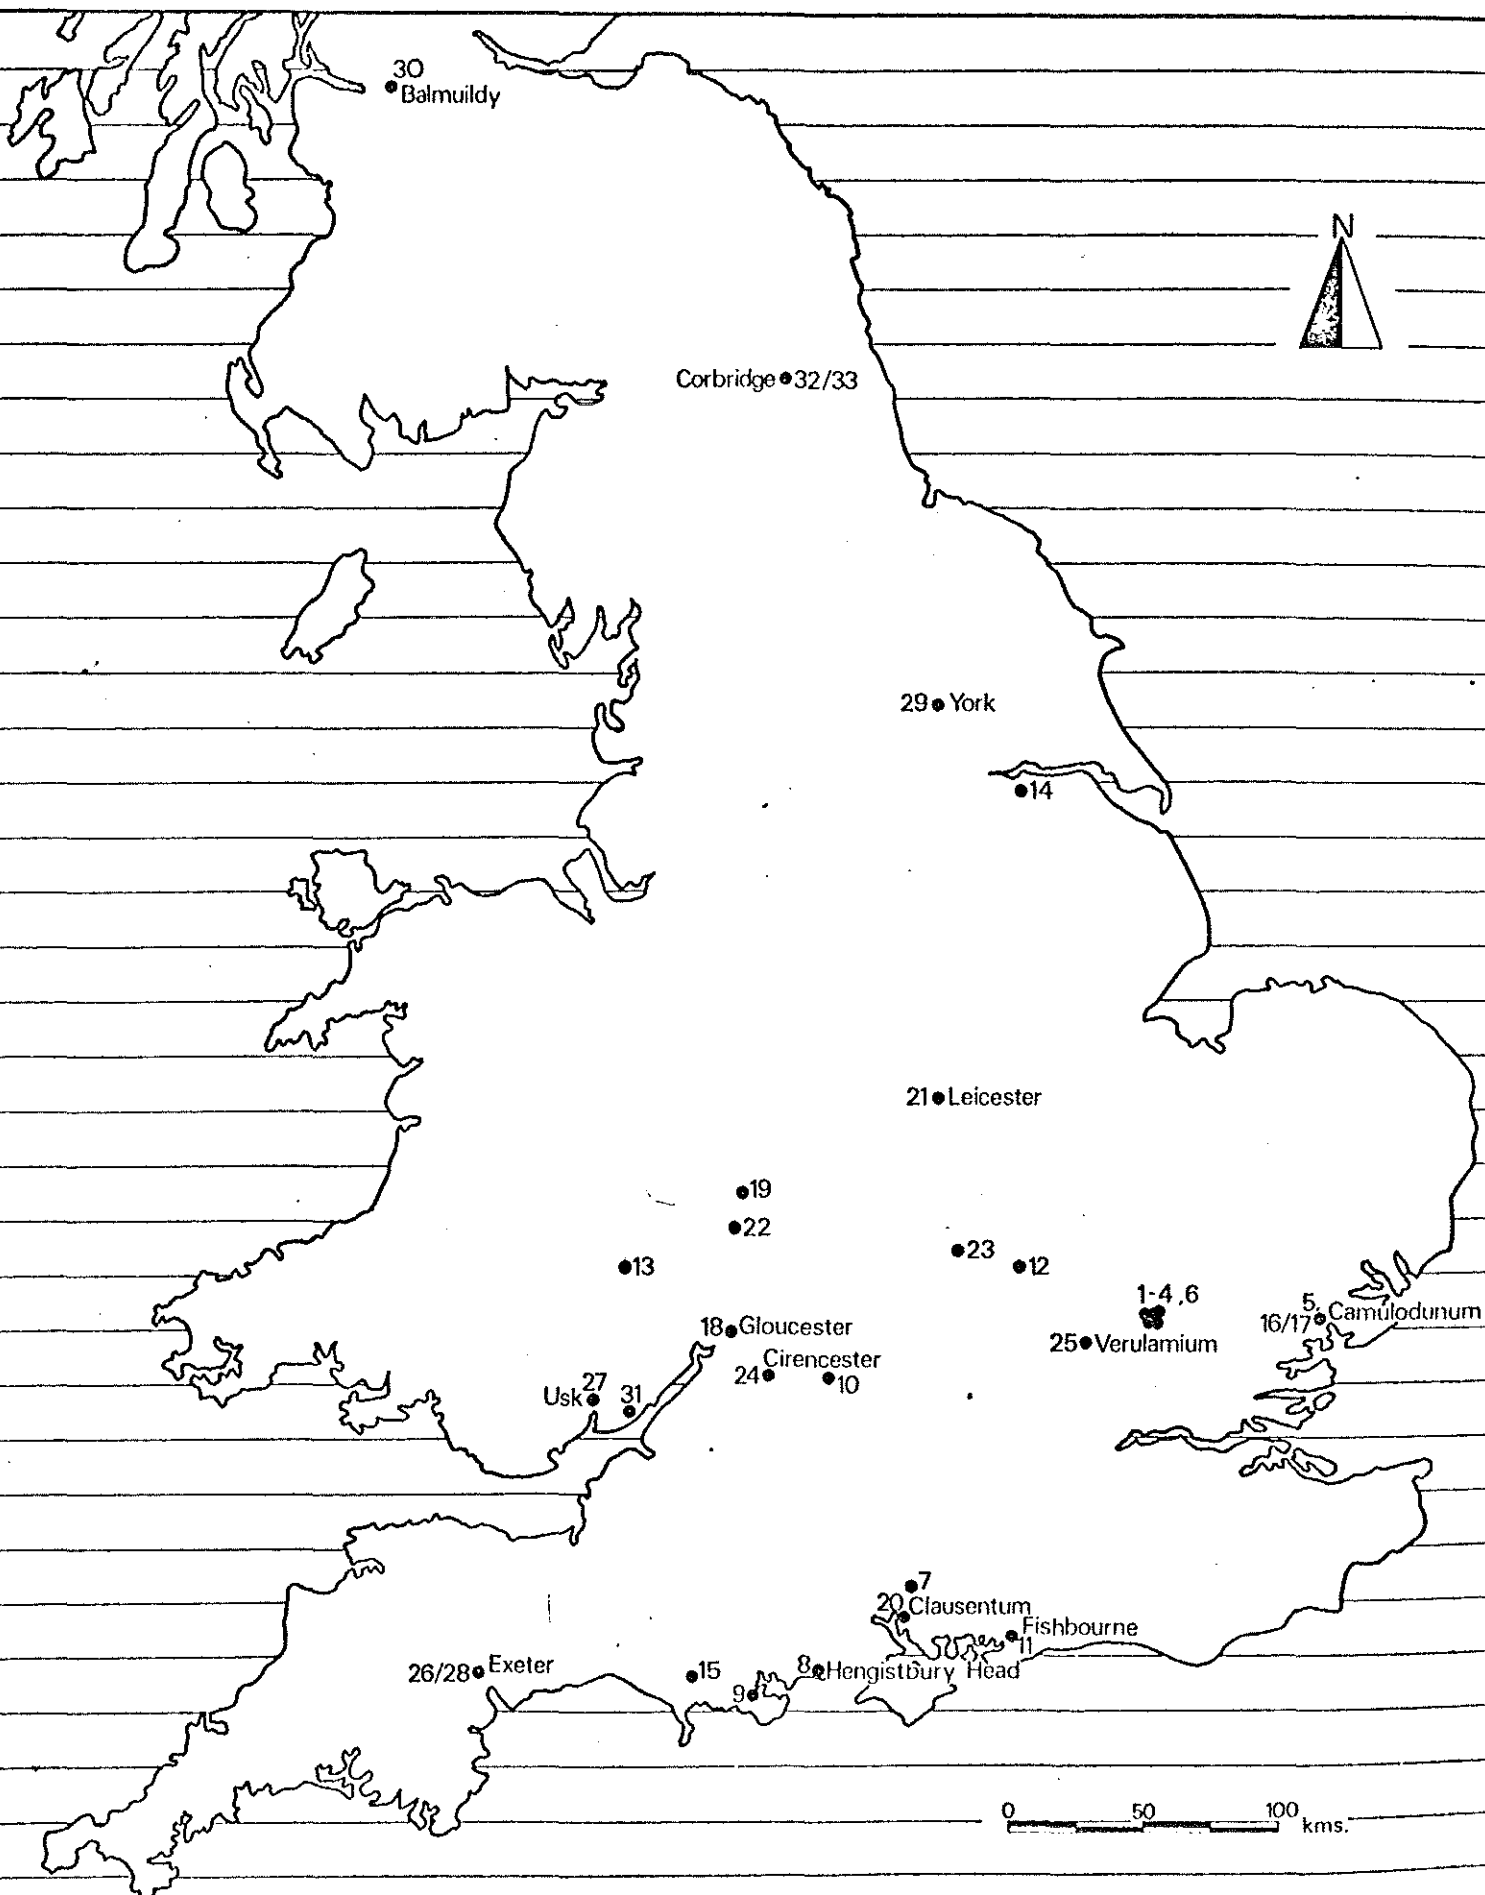 30
Balmuildy
N
Corbridge 32/33
29 York
14
21 Leicester
19
22
23
13
12
1-4,6
5, Camulodunum
16/17
18 Gloucester
25 Verulamium
Cirencester
24
10
Usk 27
31
7
20 Clausentum
Fishbourne
11
26/28 Exeter
15
8 Hengistbury Head
9
0 50 100 kms.